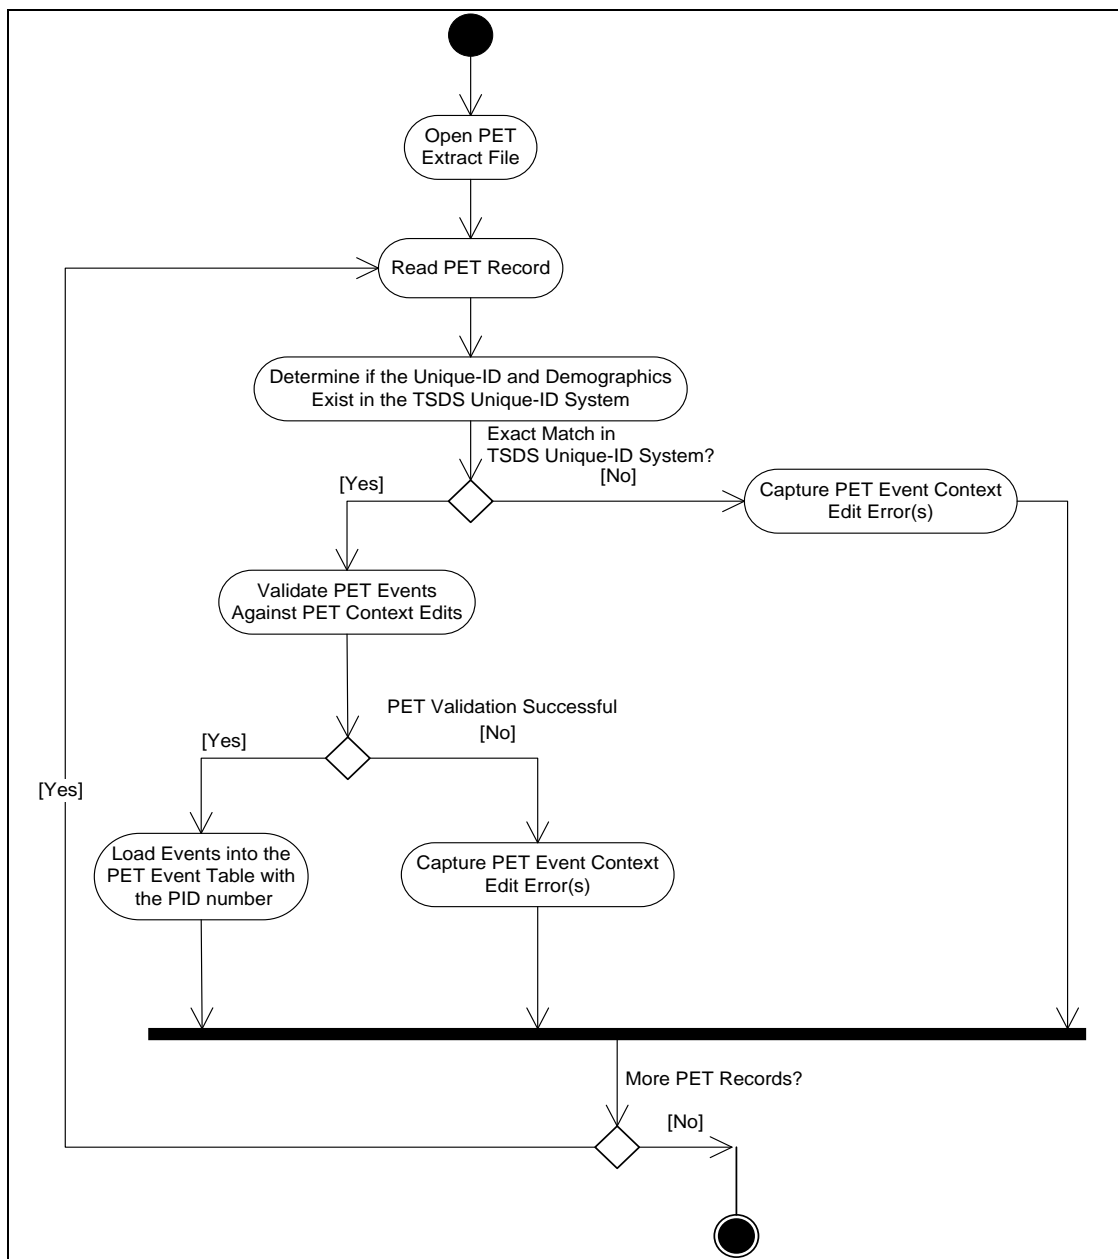 Open PET
Extract File
Read PET Record
Determine if the Unique-ID and Demographics
Exist in the TSDS Unique-ID System
Exact Match in
TSDS Unique-ID System?
[Yes]
[No]
Capture PET Event Context
Edit Error(s)
Validate PET Events
Against PET Context Edits
PET Validation Successful
[Yes]
[No]
[Yes]
Load Events into the
PET Event Table with
the PID number
Capture PET Event Context
Edit Error(s)
More PET Records?
[No]